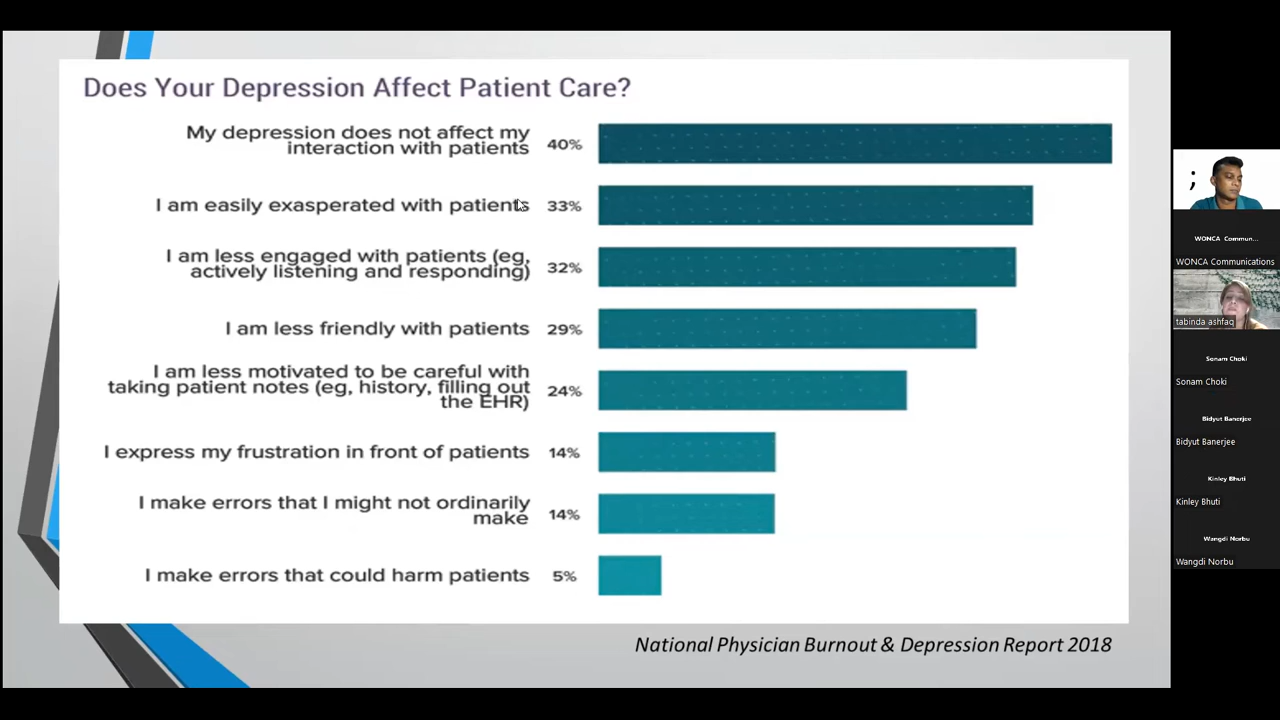 Does Your Depression Affect Patient Care?
My depression does not affect my
interaction with patients
40%
I am easily exasperated with patients
33%
I am less engaged with patients (eg,
actively listening and responding)
32%
I am less friendly with patients
29%
I am less motivated to be careful with
taking patient notes (eg, history, filling out
the EHR)
24%
I express my frustration in front of patients
14%
I make errors that I might not ordinarily
make
14%
I make errors that could harm patients
5%
National Physician Burnout & Depression Report 2018
;
WONCA Commun...
WONCA Communications
tabinda ashfaq
Sonam Choki
Sonam Choki
Bidyut Banerjee
Bidyut Banerjee
Kinley Bhuti
Kinley Bhuti
Wangdi Norbu
Wangdi Norbu